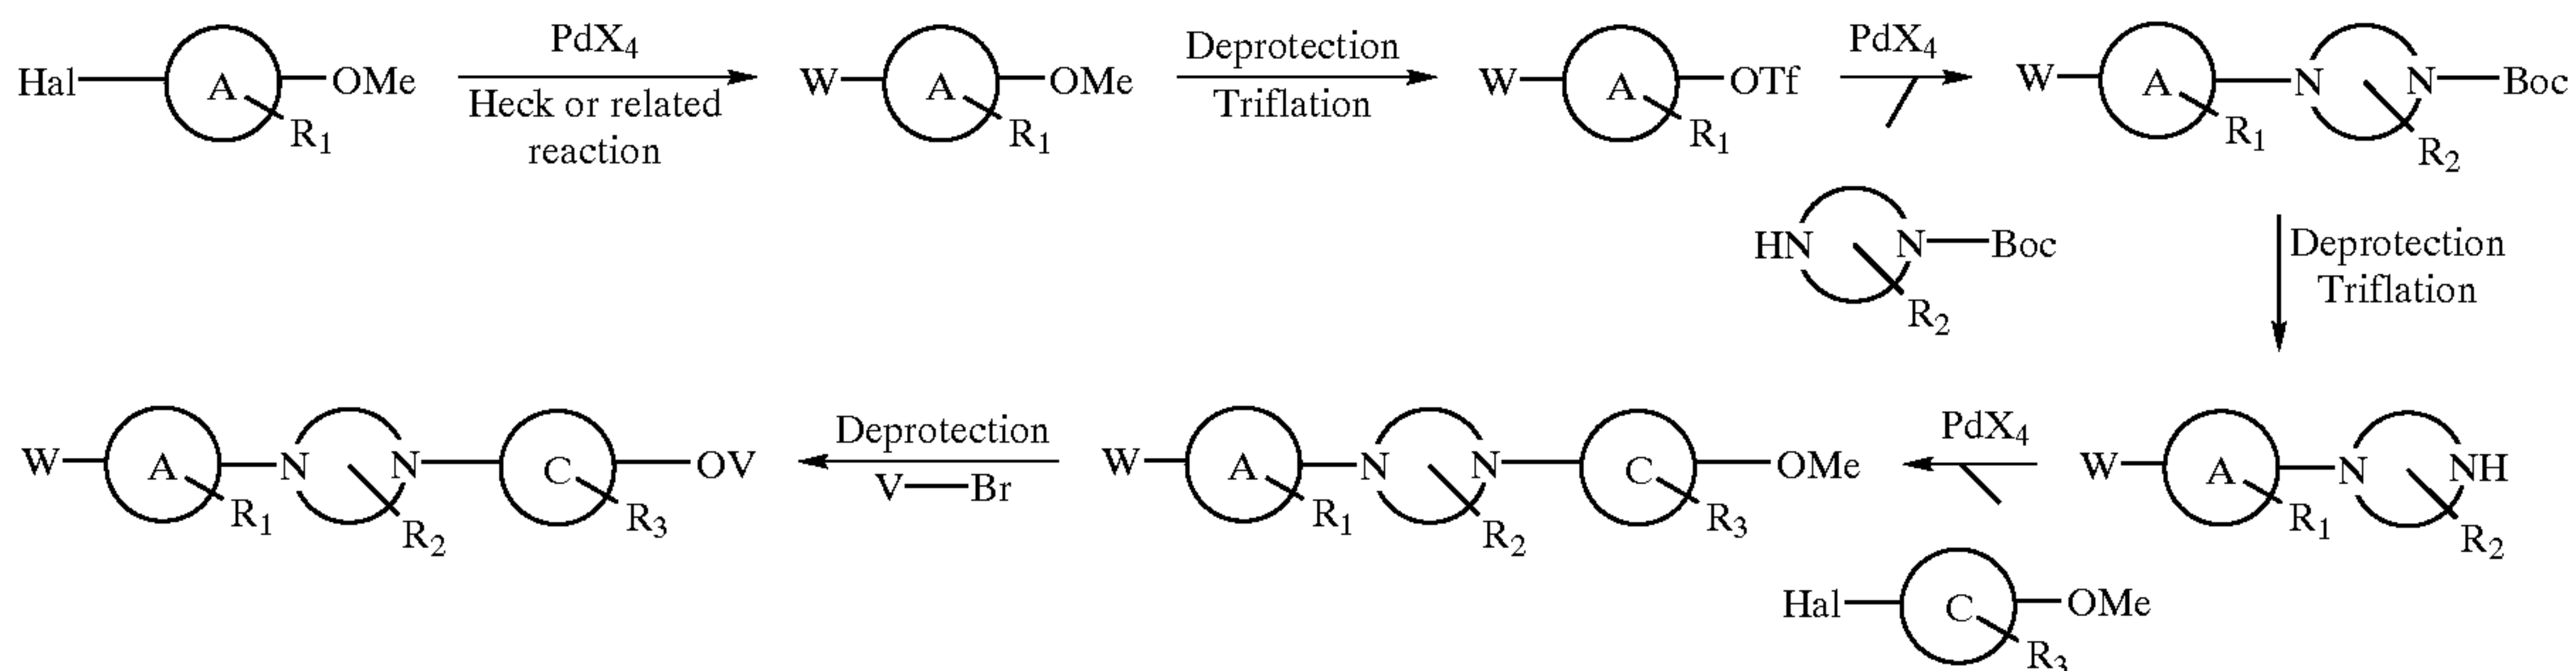 Hal A OMe R₁
PdX₄
Heck or related
reaction
W A OMe R₁
Deprotection
Triflation
W A OTf R₁
PdX₄
HN N Boc R₂
W A N N Boc R₁ R₂
Deprotection
Triflation
W A N NH R₁ R₂
PdX₄
Hal C OMe R₃
W A N N C OMe R₁ R₂ R₃
Deprotection
V Br
W A N N C OV R₁ R₂ R₃